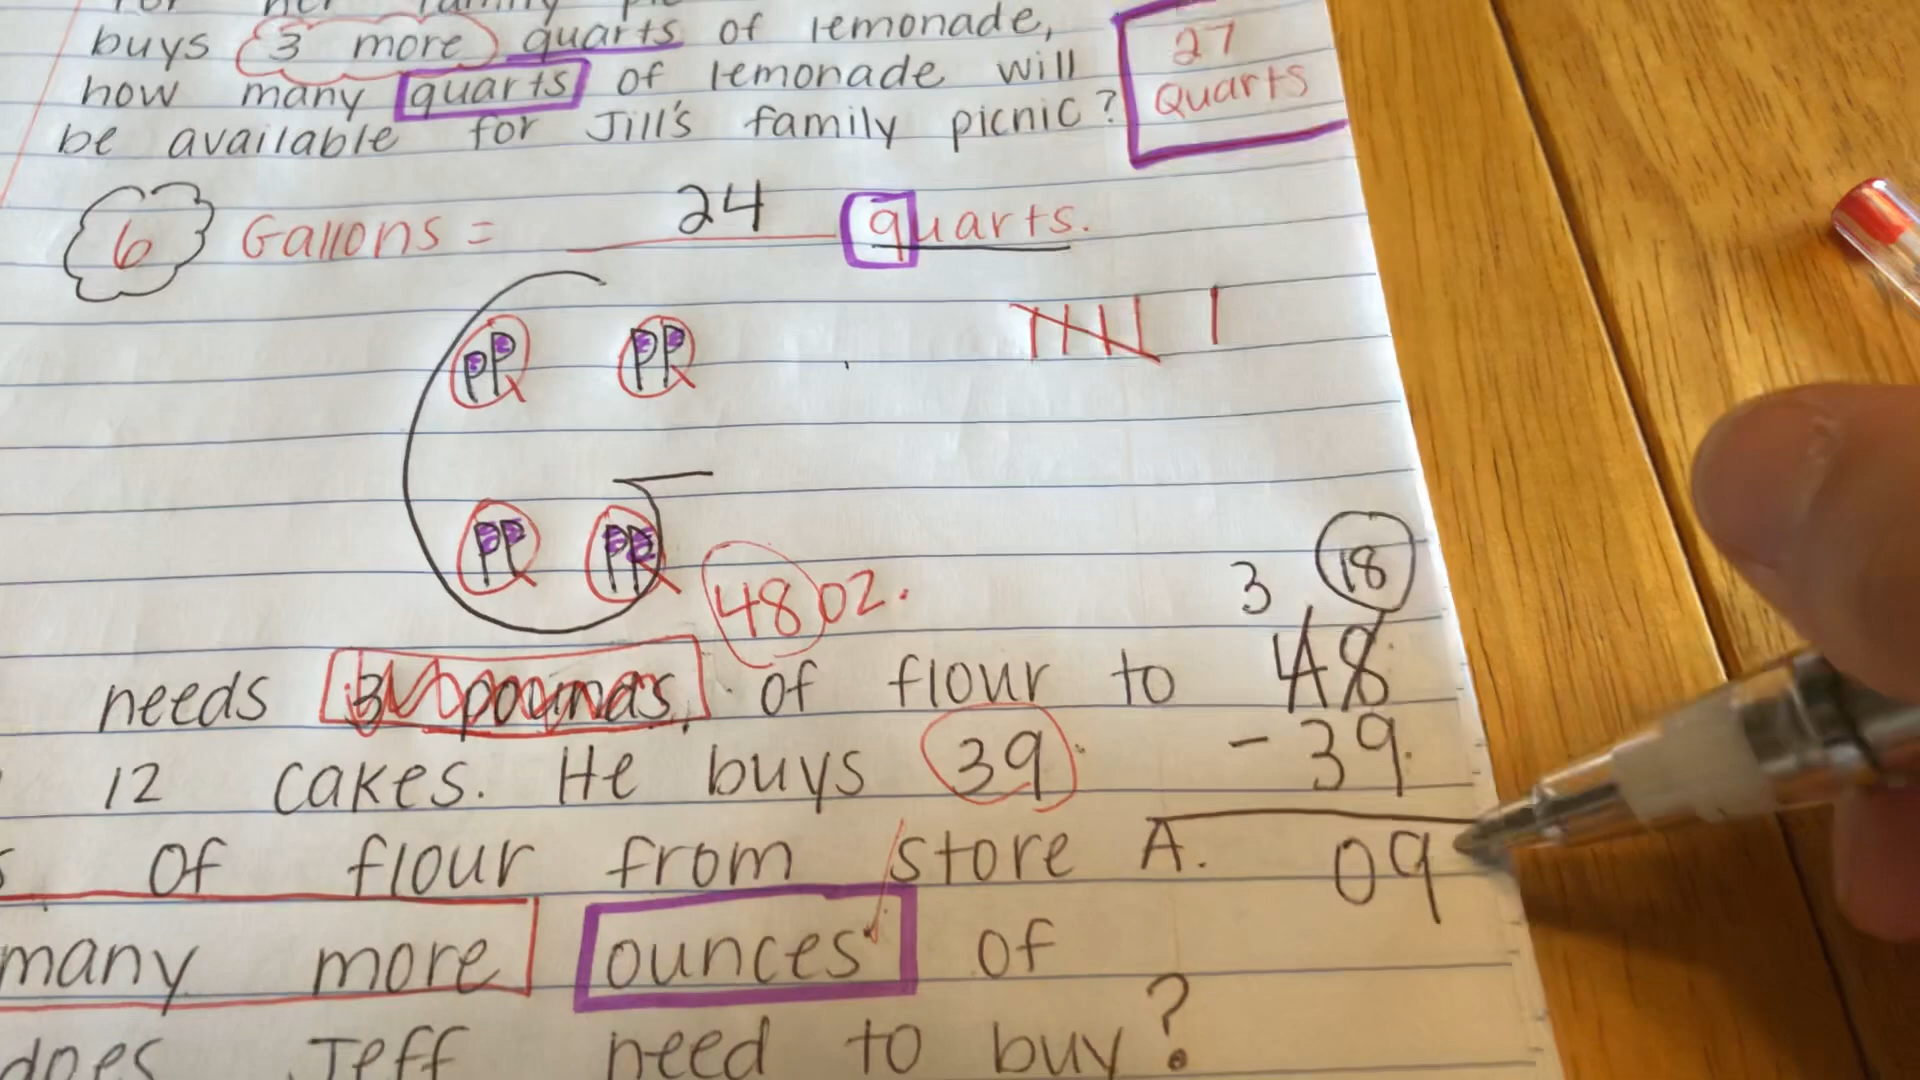 for her family
buys 3 more quarts of lemonade,
how many quarts of lemonade will
be available for Jill's family picnic?
27
Quarts
6 Gallons = 24 quarts.
PP PP
PP PP
48 oz.
3 18
needs 3 pounds of flour to 48
12 cakes. He buys 39 - 39
of flour from store A. 09
many more ounces of
does Jeff need to buy?